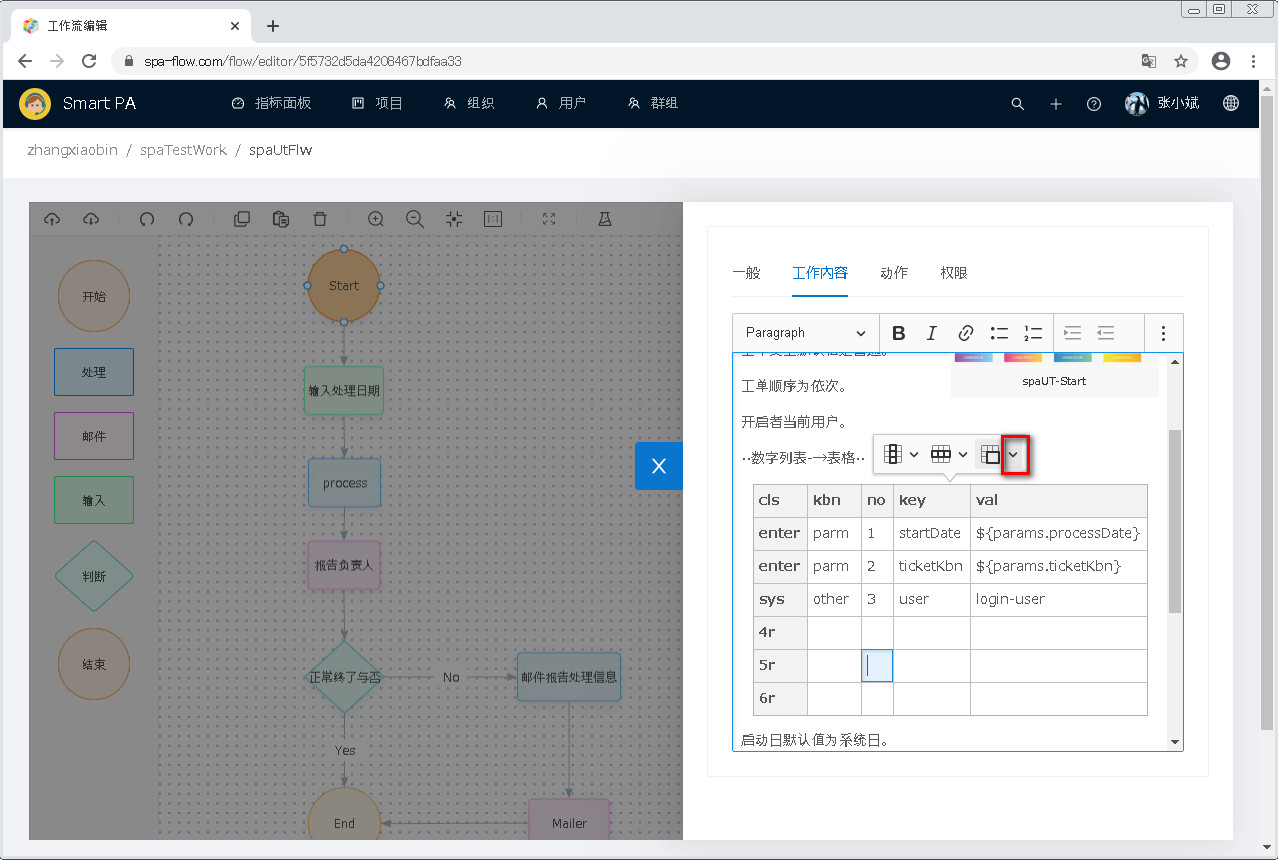 工作流编辑
spa-flow.com/flow/editor/5f5732d5da4208467bdfaa33
Smart PA 指标面板 项目 组织 用户 群组 张小斌
zhangxiaobin / spaTestWork / spaUtFlw
开始
处理
邮件
输入
判断
结束
Start
输入处理日期
process
报告负责人
正常终了与否
No
邮件报告处理信息
Yes
End
Mailer
X
一般 工作内容 动作 权限
Paragraph
spaUT-Start
工单顺序为依次。
开启者当前用户。
··数字列表-→表格··
cls kbn no key val
enter parm 1 startDate ${params.processDate}
enter parm 2 ticketKbn ${params.ticketKbn}
sys other 3 user login-user
4r
5r
6r
启动日默认值为系统日。